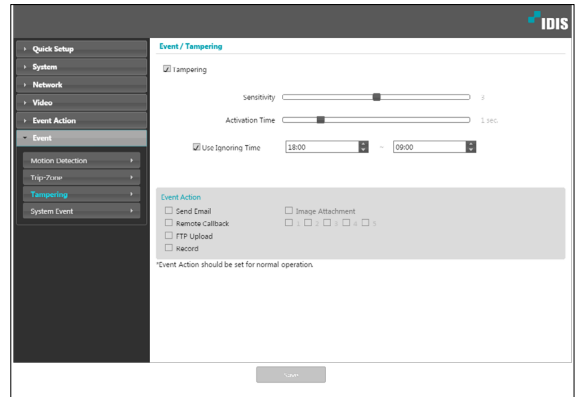 IDIS
Quick Setup
System
Network
Video
Event Action
Event
Motion Detection
Trip-Zone
Tampering
System Event
Event / Tampering
Tampering
Sensitivity 3
Activation Time 1 sec.
Use Ignoring Time 18:00 ~ 09:00
Event Action
Send Email Image Attachment
Remote Callback 1 2 3 4 5
FTP Upload
Record
*Event Action should be set for normal operation.
Save